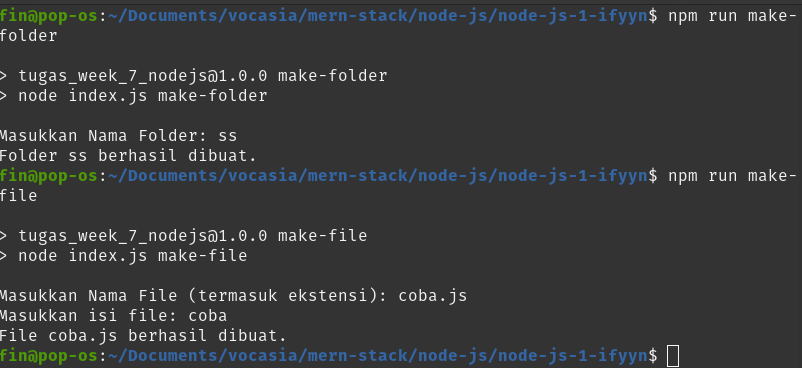 fin@pop-os:~/Documents/vocasia/mern-stack/node-js/node-js-1-ifyyn$ npm run make-
folder
> tugas_week_7_nodejs@1.0.0 make-folder
> node index.js make-folder
Masukkan Nama Folder: ss
Folder ss berhasil dibuat.
fin@pop-os:~/Documents/vocasia/mern-stack/node-js/node-js-1-ifyyn$ npm run make-
file
> tugas_week_7_nodejs@1.0.0 make-file
> node index.js make-file
Masukkan Nama File (termasuk ekstensi): coba.js
Masukkan isi file: coba
File coba.js berhasil dibuat.
fin@pop-os:~/Documents/vocasia/mern-stack/node-js/node-js-1-ifyyn$